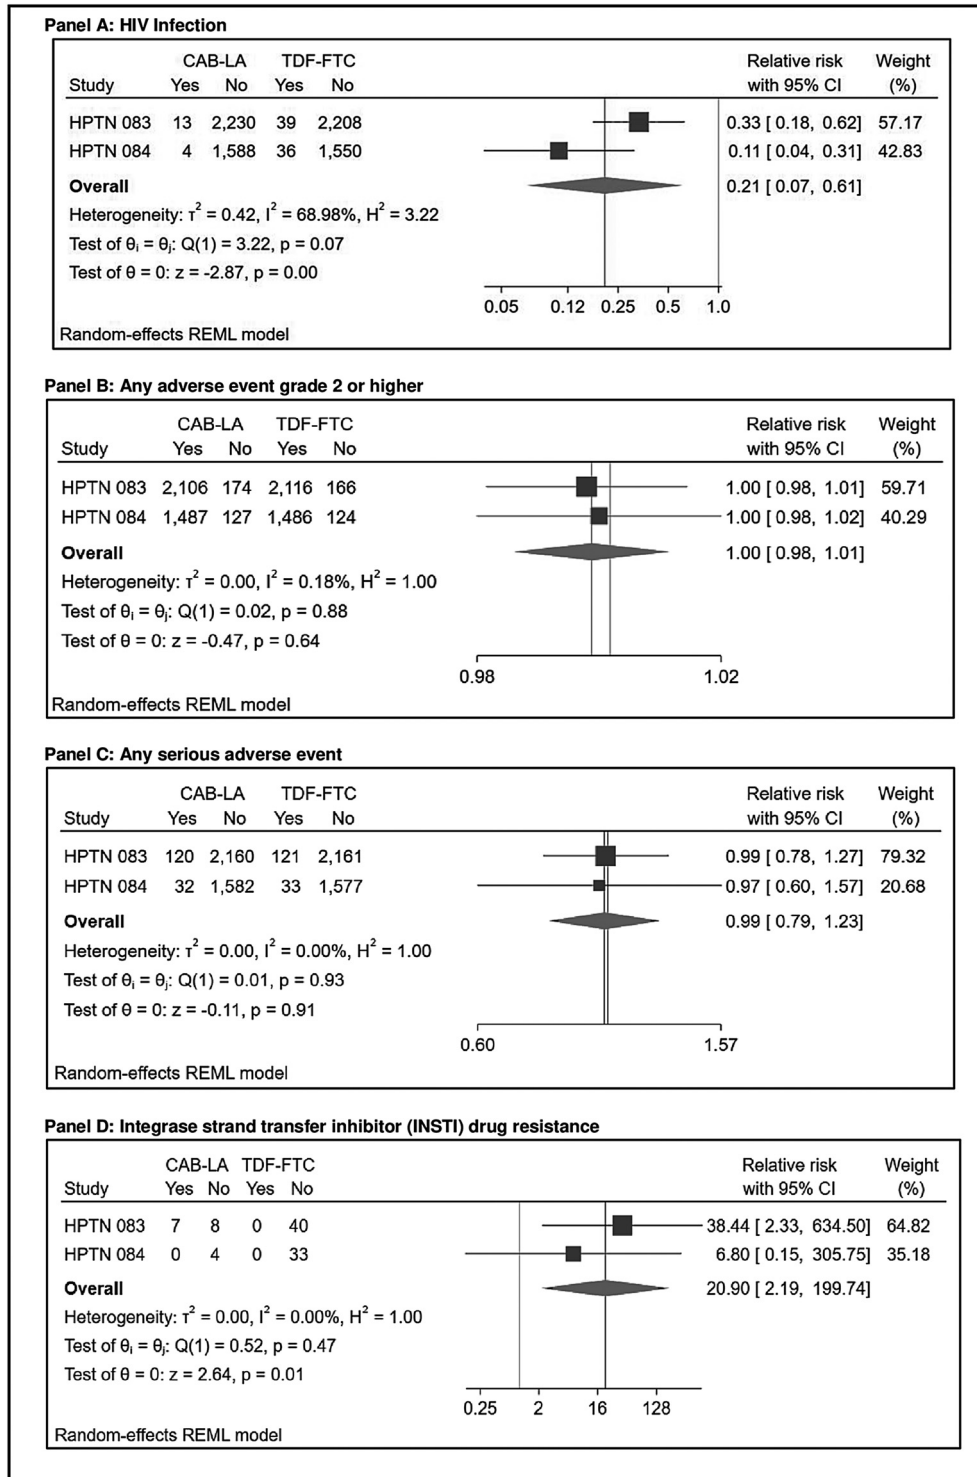 Panel A: HIV Infection
CAB-LA TDF-FTC Relative risk Weight
Study Yes No Yes No with 95% CI (%)
HPTN 083 13 2,230 39 2,208 0.33 [ 0.18, 0.62] 57.17
HPTN 084 4 1,588 36 1,550 0.11 [ 0.04, 0.31] 42.83
Overall 0.21 [ 0.07, 0.61]
Heterogeneity: τ² = 0.42, I² = 68.98%, H² = 3.22
Test of θᵢ = θⱼ: Q(1) = 3.22, p = 0.07
Test of θ = 0: z = -2.87, p = 0.00
0.05 0.12 0.25 0.5 1.0
Random-effects REML model
Panel B: Any adverse event grade 2 or higher
CAB-LA TDF-FTC Relative risk Weight
Study Yes No Yes No with 95% CI (%)
HPTN 083 2,106 174 2,116 166 1.00 [ 0.98, 1.01] 59.71
HPTN 084 1,487 127 1,486 124 1.00 [ 0.98, 1.02] 40.29
Overall 1.00 [ 0.98, 1.01]
Heterogeneity: τ² = 0.00, I² = 0.18%, H² = 1.00
Test of θᵢ = θⱼ: Q(1) = 0.02, p = 0.88
Test of θ = 0: z = -0.47, p = 0.64
0.98 1.02
Random-effects REML model
Panel C: Any serious adverse event
CAB-LA TDF-FTC Relative risk Weight
Study Yes No Yes No with 95% CI (%)
HPTN 083 120 2,160 121 2,161 0.99 [ 0.78, 1.27] 79.32
HPTN 084 32 1,582 33 1,577 0.97 [ 0.60, 1.57] 20.68
Overall 0.99 [ 0.79, 1.23]
Heterogeneity: τ² = 0.00, I² = 0.00%, H² = 1.00
Test of θᵢ = θⱼ: Q(1) = 0.01, p = 0.93
Test of θ = 0: z = -0.11, p = 0.91
0.60 1.57
Random-effects REML model
Panel D: Integrase strand transfer inhibitor (INSTI) drug resistance
CAB-LA TDF-FTC Relative risk Weight
Study Yes No Yes No with 95% CI (%)
HPTN 083 7 8 0 40 38.44 [ 2.33, 634.50] 64.82
HPTN 084 0 4 0 33 6.80 [ 0.15, 305.75] 35.18
Overall 20.90 [ 2.19, 199.74]
Heterogeneity: τ² = 0.00, I² = 0.00%, H² = 1.00
Test of θᵢ = θⱼ: Q(1) = 0.52, p = 0.47
Test of θ = 0: z = 2.64, p = 0.01
0.25 2 16 128
Random-effects REML model